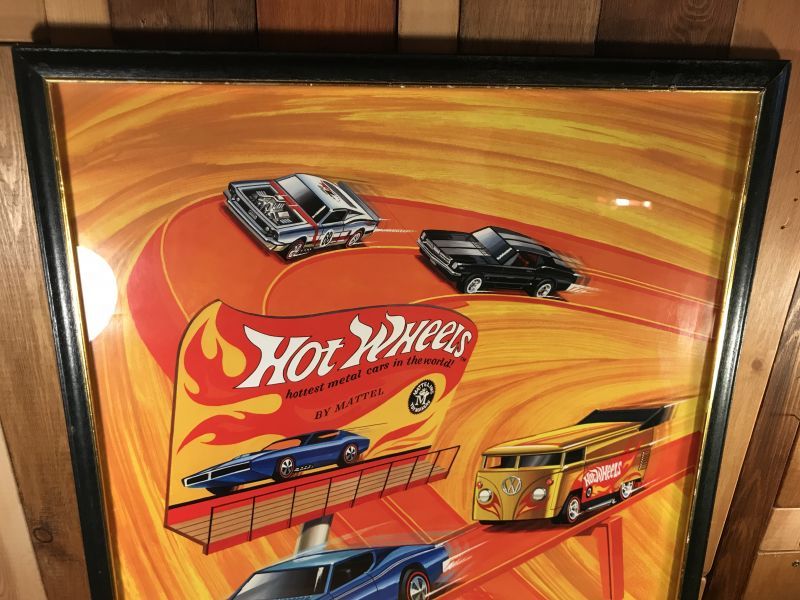 HOT WHEELS
hottest metal cars in the world!
BY MATTEL
HOT WHEELS